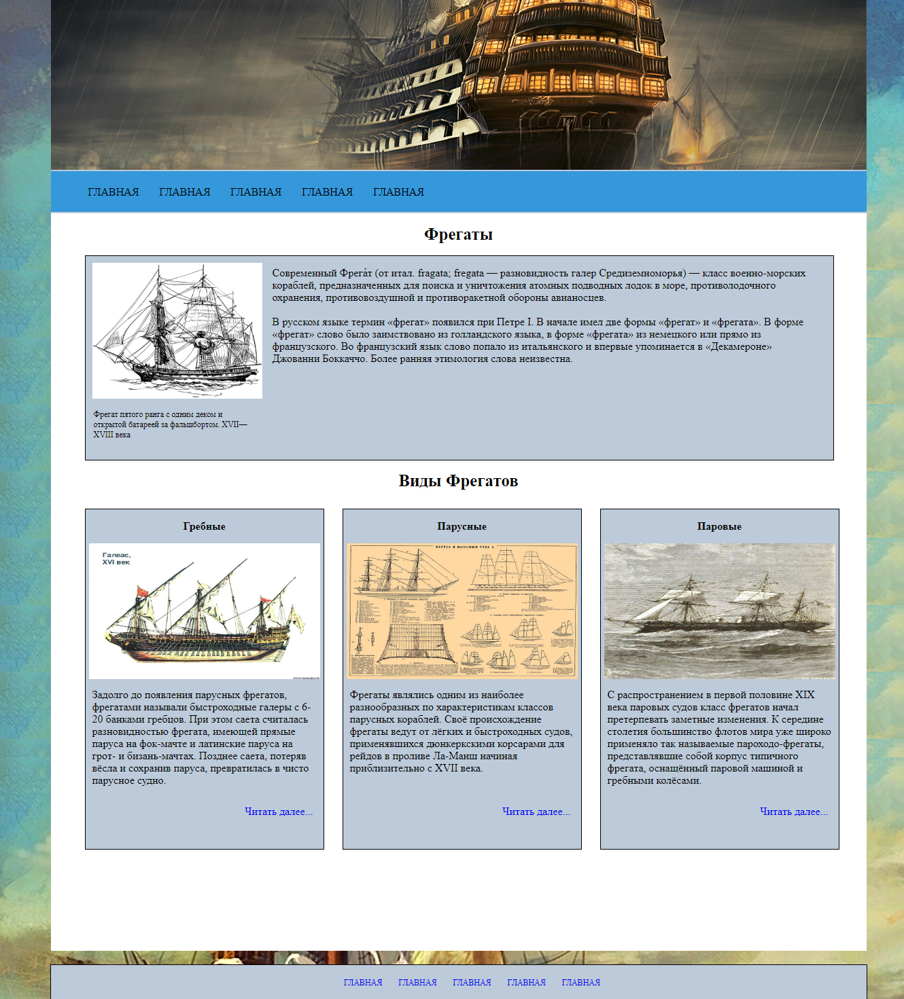 ГЛАВНАЯ ГЛАВНАЯ ГЛАВНАЯ ГЛАВНАЯ ГЛАВНАЯ
Фрегаты
Современный Фрега́т (от итал. fragata; fregata — разновидность галер Средиземноморья) — класс военно-морских
кораблей, предназначенных для поиска и уничтожения атомных подводных лодок в море, противолодочного
охранения, противовоздушной и противоракетной обороны авианосцев.
В русском языке термин «фрегат» появился при Петре I. В начале имел две формы «фрегат» и «фрегата». В форме
«фрегат» слово было заимствовано из голландского языка, в форме «фрегата» из немецкого или прямо из
французского. Во французский язык слово попало из итальянского и впервые упоминается в «Декамероне»
Джованни Боккаччо. Более ранняя этимология слова неизвестна.
Фрегат пятого ранга с одним деком и
открытой батареей за фальшбортом. XVII—
XVIII века
Виды Фрегатов
Гребные
Галеас,
XVI век
Задолго до появления парусных фрегатов,
фрегатами называли быстроходные галеры с 6-
20 банками гребцов. При этом саета считалась
разновидностью фрегата, имеющей прямые
паруса на фок-мачте и латинские паруса на
грот- и бизань-мачтах. Позднее саета, потеряв
вёсла и сохранив паруса, превратилась в чисто
парусное судно.
Читать далее...
Парусные
ПАРУСА И ПАРУСНЫЕ СУДА I.
Фрегаты являлись одним из наиболее
разнообразных по характеристикам классов
парусных кораблей. Своё происхождение
фрегаты ведут от лёгких и быстроходных судов,
применявшихся дюнкеркскими корсарами для
рейдов в проливе Ла-Манш начиная
приблизительно с XVII века.
Читать далее...
Паровые
С распространением в первой половине XIX
века паровых судов класс фрегатов начал
претерпевать заметные изменения. К середине
столетия большинство флотов мира уже широко
применяло так называемые пароходо-фрегаты,
представлявшие собой корпус типичного
фрегата, оснащённый паровой машиной и
гребными колёсами.
Читать далее...
ГЛАВНАЯ ГЛАВНАЯ ГЛАВНАЯ ГЛАВНАЯ ГЛАВНАЯ